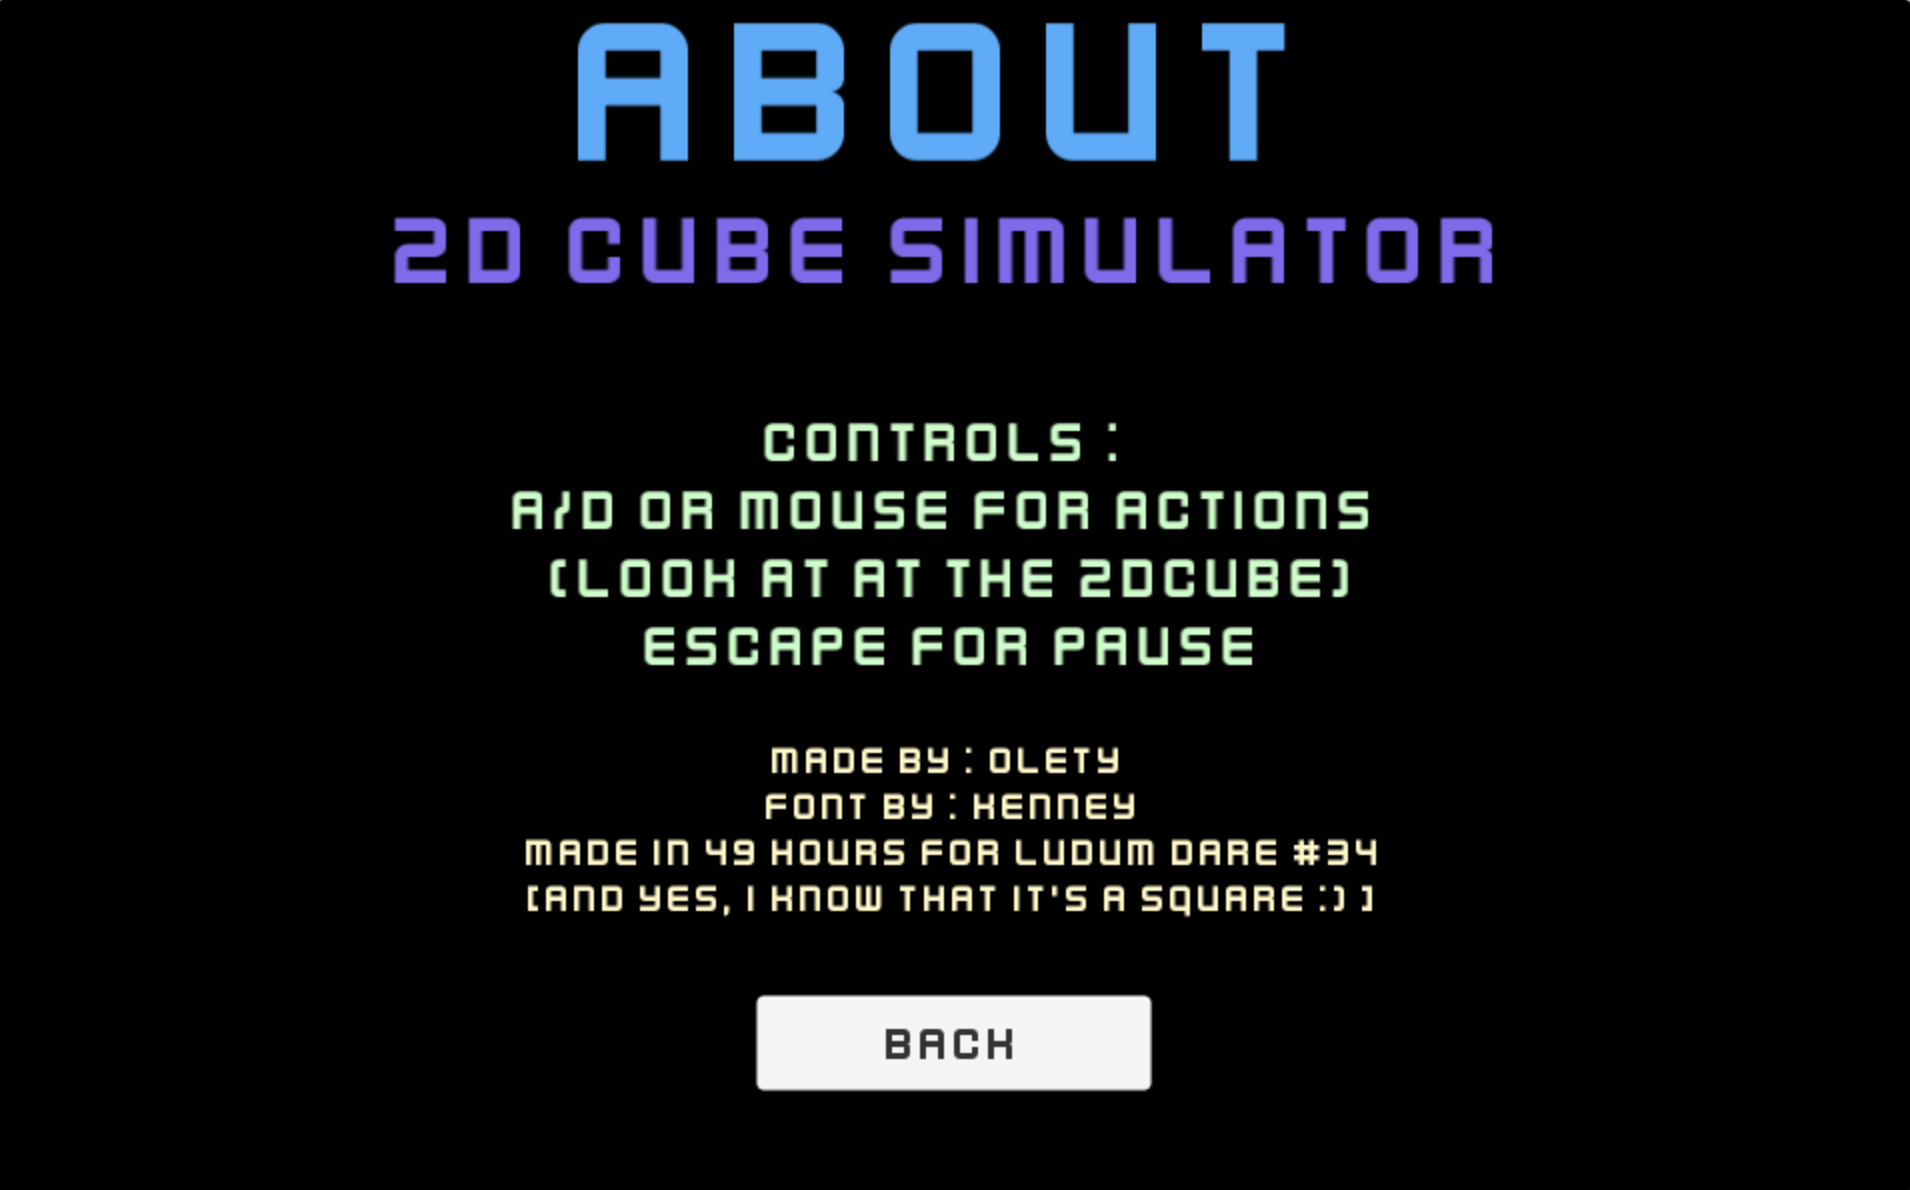 ABOUT
2D CUBE SIMULATOR
CONTROLS :
A/D OR MOUSE FOR ACTIONS
(LOOK AT AT THE 2DCUBE)
ESCAPE FOR PAUSE
MADE BY : OLETY
FONT BY : KENNEY
MADE IN 49 HOURS FOR LUDUM DARE #34
[AND YES, I KNOW THAT IT'S A SQUARE :) ]
BACK